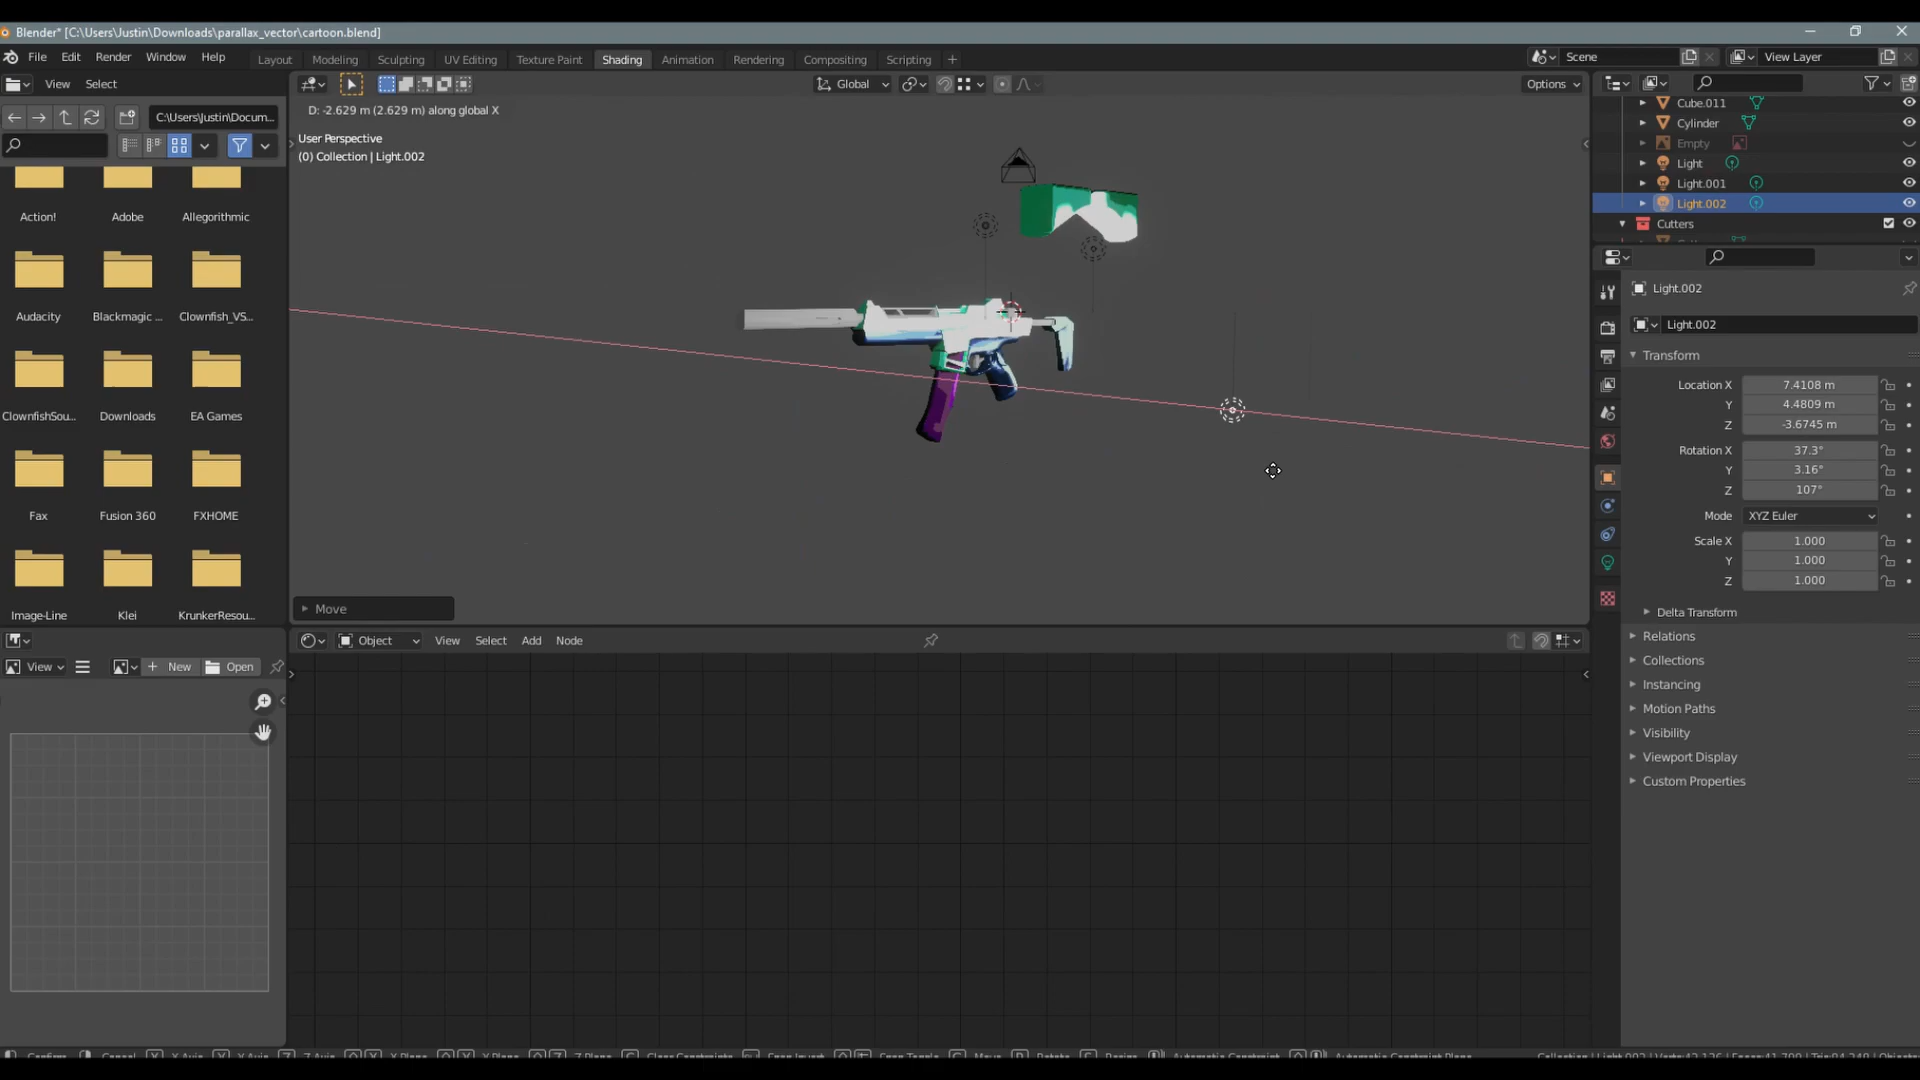 Blender* [C:\Users\Justin\Downloads\parallax_vector\cartoon.blend]
File Edit Render Window Help
Layout Modeling Sculpting UV Editing Texture Paint Shading Animation Rendering Compositing Scripting
Scene View Layer
View Select
Global
Options
C:\Users\Justin\Docum...
D: -2.629 m (2.629 m) along global X
User Perspective
(0) Collection | Light.002
Action! Adobe Allegorithmic
Audacity Blackmagic ... Clownfish_VS...
ClownfishSou... Downloads EA Games
Fax Fusion 360 FXHOME
Image-Line Klei KrunkerResou...
Move
Cube.011
Cylinder
Empty
Light
Light.001
Light.002
Cutters
Light.002
Light.002
Transform
Location X 7.4108 m
Y 4.4809 m
Z -3.6745 m
Rotation X 37.3°
Y 3.16°
Z 107°
Mode XYZ Euler
Scale X 1.000
Y 1.000
Z 1.000
Delta Transform
Relations
Collections
Instancing
Motion Paths
Visibility
Viewport Display
Custom Properties
View New Open
Object View Select Add Node